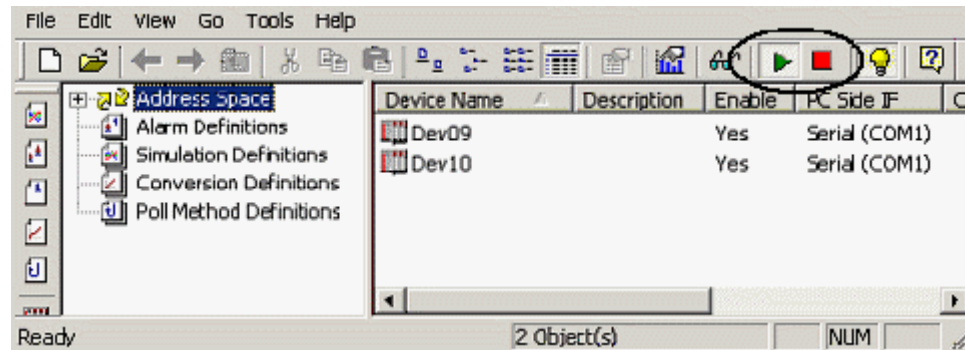 File Edit View Go Tools Help
Address Space
Alarm Definitions
Simulation Definitions
Conversion Definitions
Poll Method Definitions
Device Name Description Enable PC Side IF C
Dev09 Yes Serial (COM1)
Dev10 Yes Serial (COM1)
Ready 2 Object(s) NUM